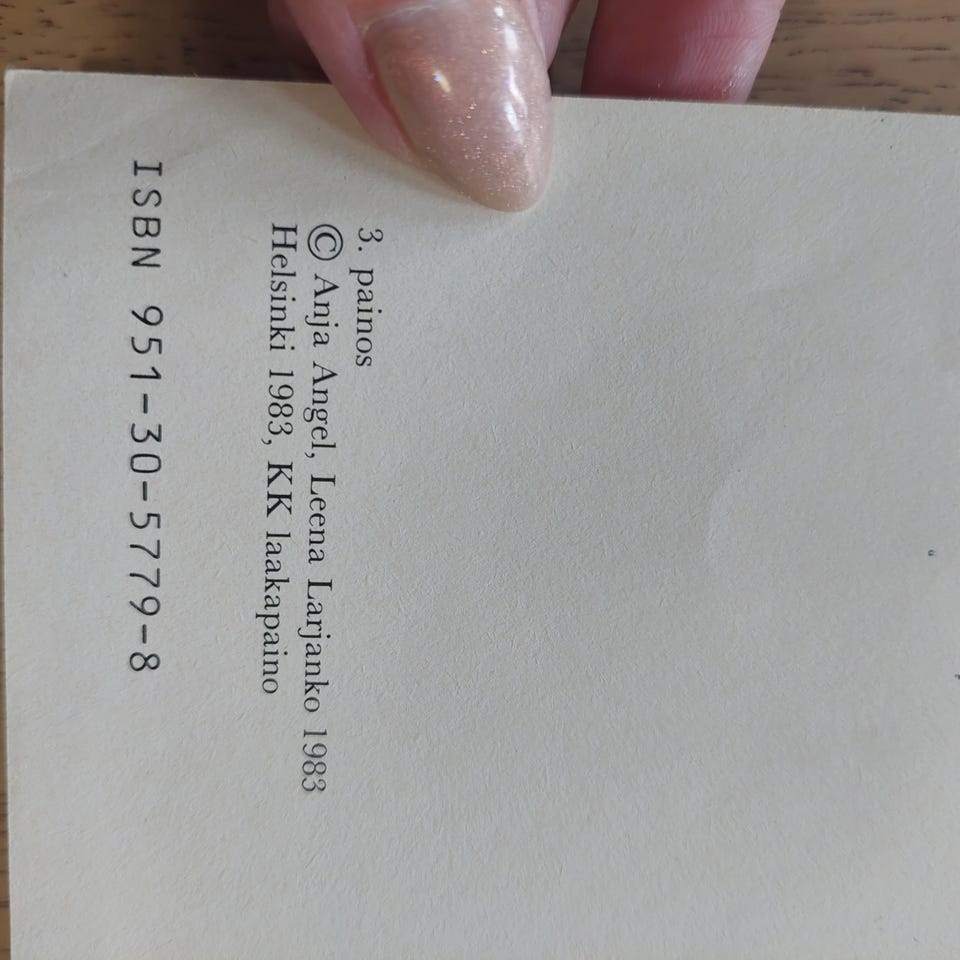 3. painos
© Anja Angel, Leena Larjanko 1983
Helsinki 1983, KK laakapaino
ISBN 951-30-5779-8